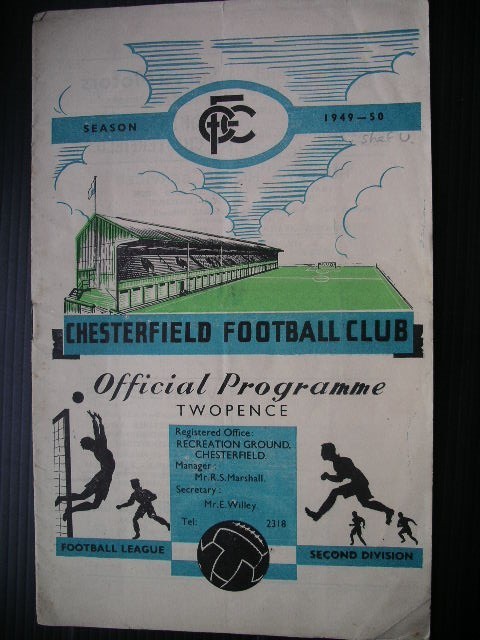 SEASON
CFC
1949-50
Shef U.
CHESTERFIELD FOOTBALL CLUB
Official Programme
TWOPENCE
Registered Office:
RECREATION GROUND,
CHESTERFIELD.
Manager:
Mr.R.S.Marshall.
Secretary:
Mr.E.Willey
Tel: 2318
FOOTBALL LEAGUE
SECOND DIVISION